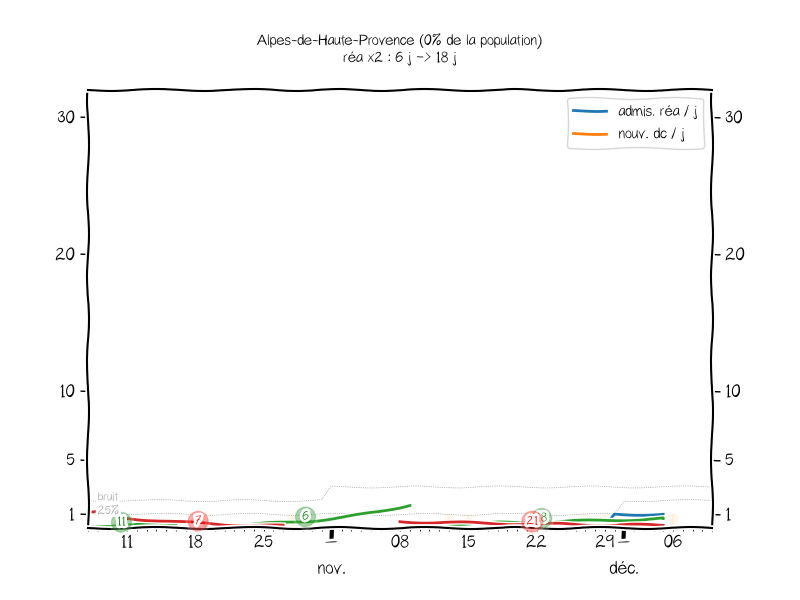 Alpes-de-Haute-Provence (0% de la population)
réa x2 : 6 j -> 18 j
admis. réa / j
nouv. dc / j
30 30
20 20
10 10
5 5
bruit
25%
1 11 7 6 21 1
11 18 25 08 15 22 29 06
nov. déc.